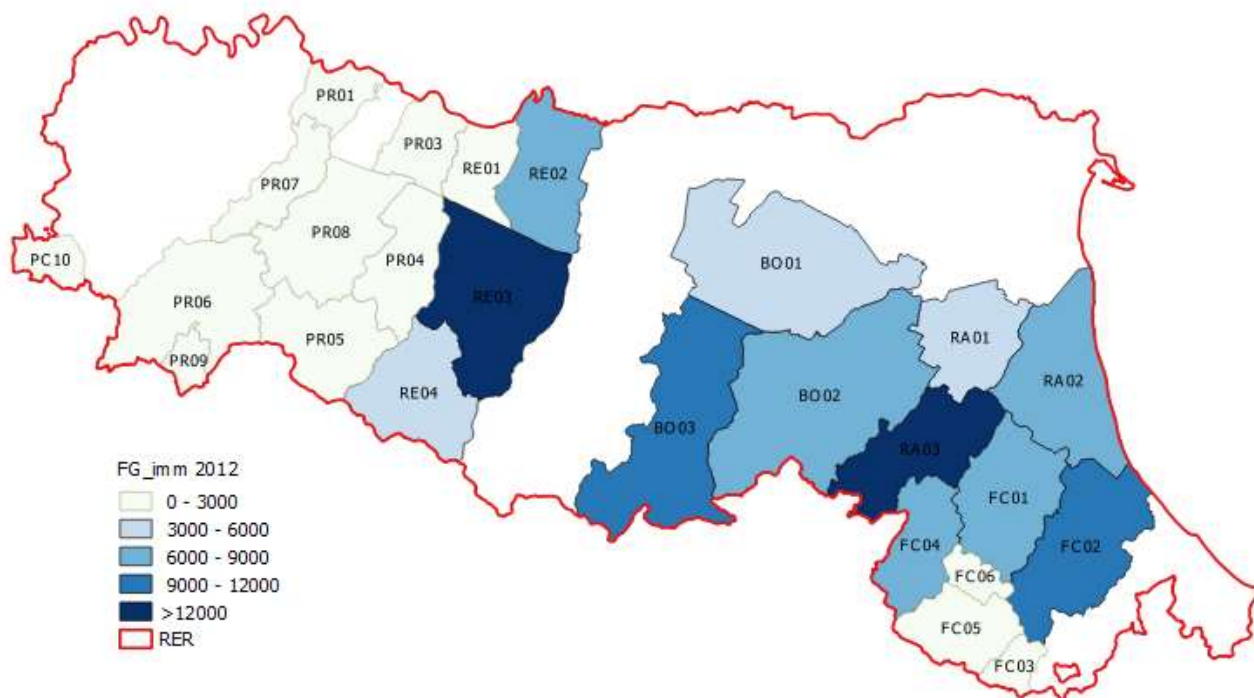 PR01
PR03
RE01
RE02
PR07
PR08
PR04
PC10
PR06
PR05
PR09
RE03
RE04
BO01
RA01
RA02
BO02
BO03
RA03
FC01
FC04
FC02
FC06
FC05
FC03
FG_imm 2012
0 - 3000
3000 - 6000
6000 - 9000
9000 - 12000
>12000
RER